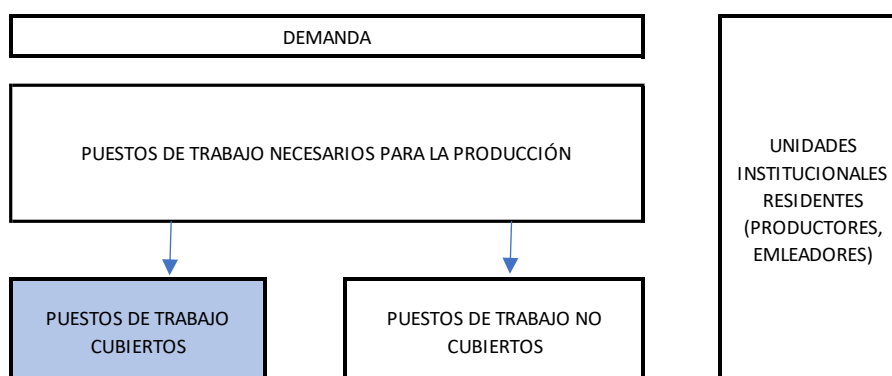 DEMANDA
PUESTOS DE TRABAJO NECESARIOS PARA LA PRODUCCIÓN
PUESTOS DE TRABAJO
CUBIERTOS
PUESTOS DE TRABAJO NO
CUBIERTOS
UNIDADES
INSTITUCIONALES
RESIDENTES
(PRODUCTORES,
EMLEADORES)